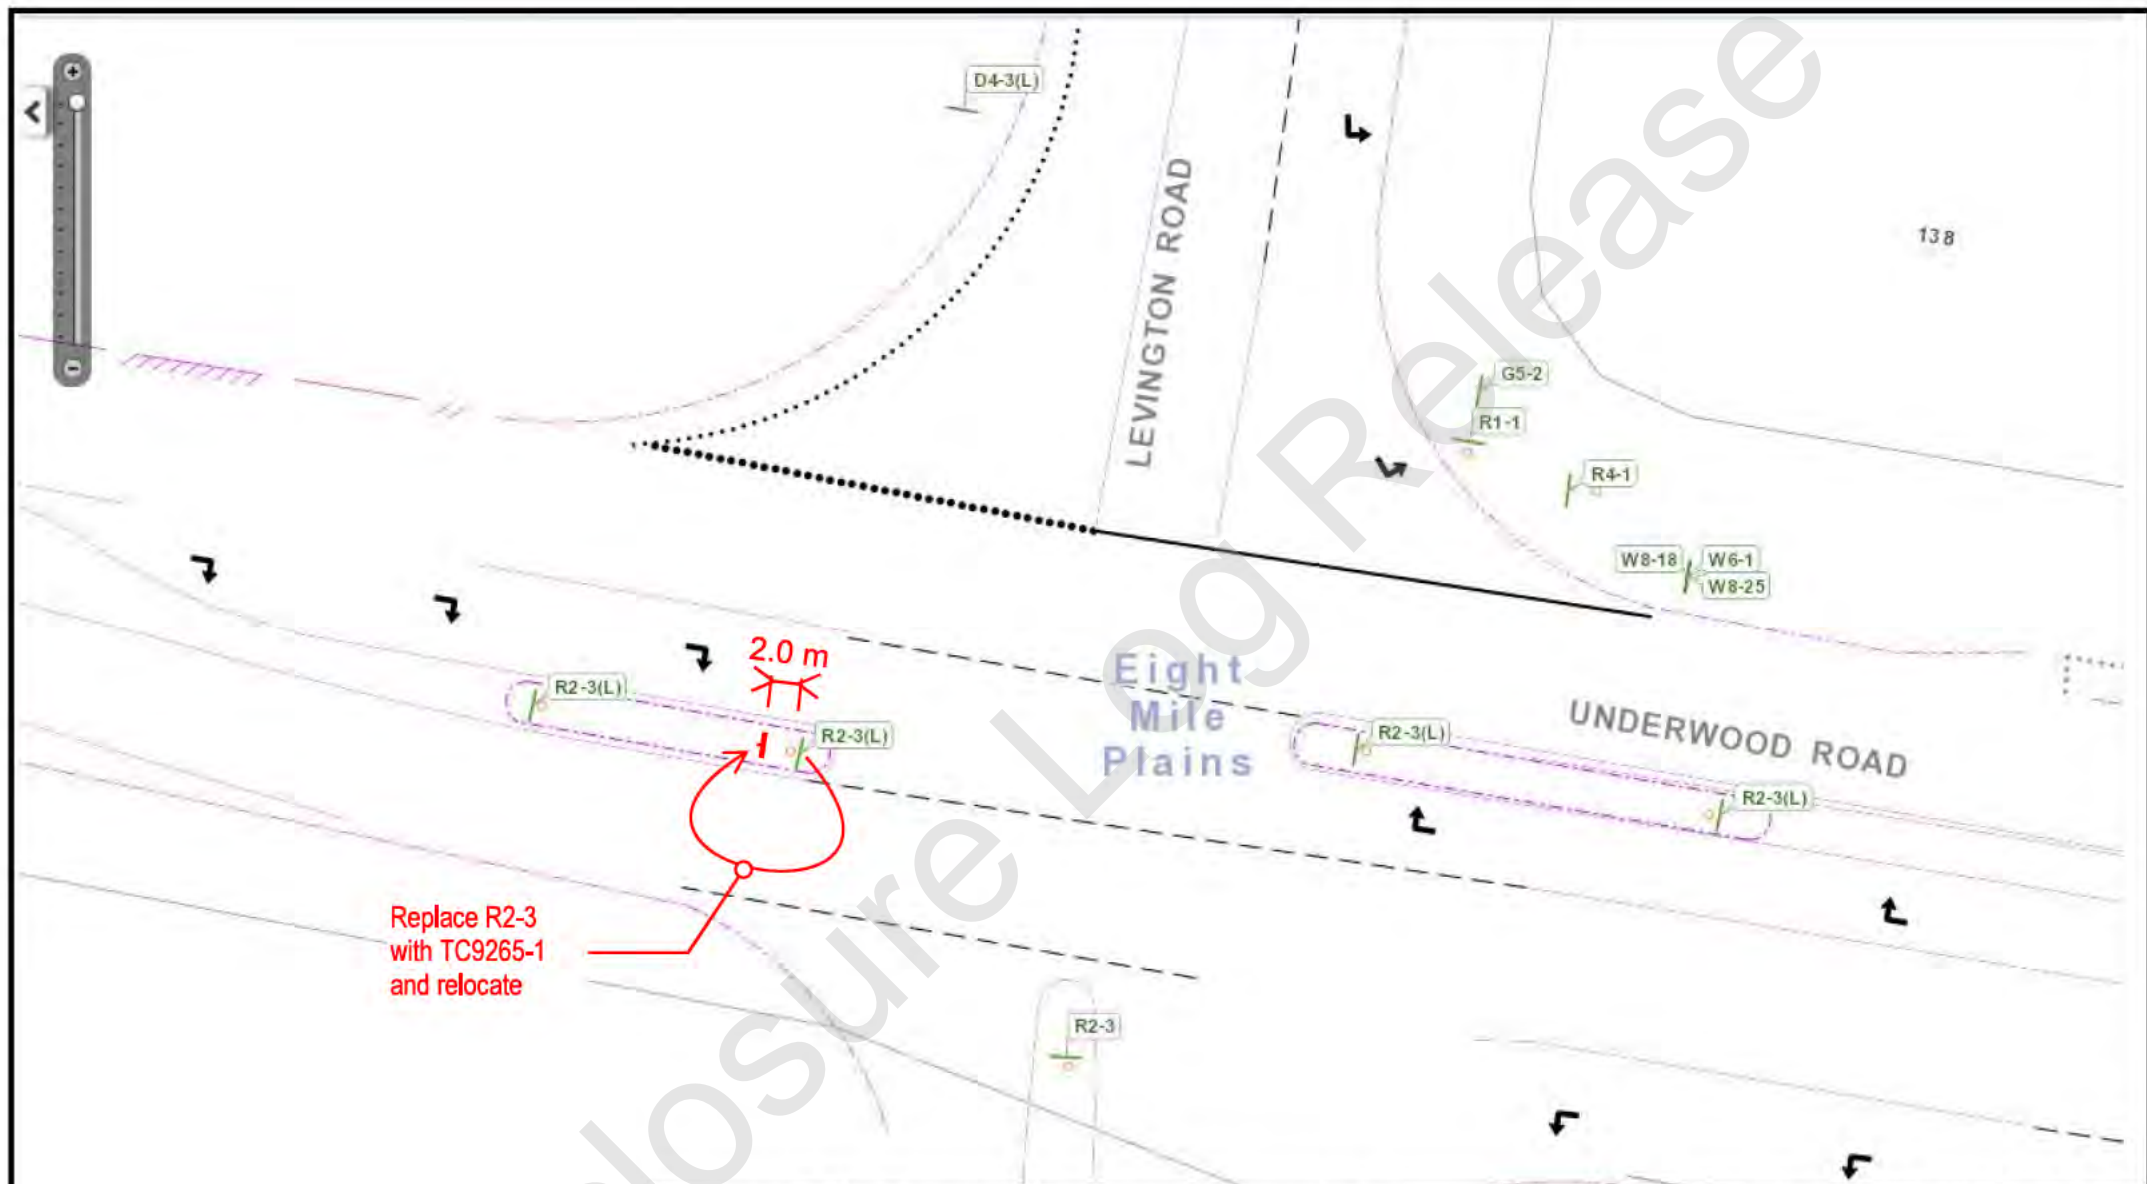 D4-3(L)
LEVINGTON ROAD
138
G5-2
R1-1
R4-1
W8-18
W6-1
W8-25
2.0 m
R2-3(L)
R2-3(L)
Eight
Mile
Plains
R2-3(L)
UNDERWOOD ROAD
R2-3(L)
Replace R2-3
with TC9265-1
and relocate
R2-3
closure Log Release